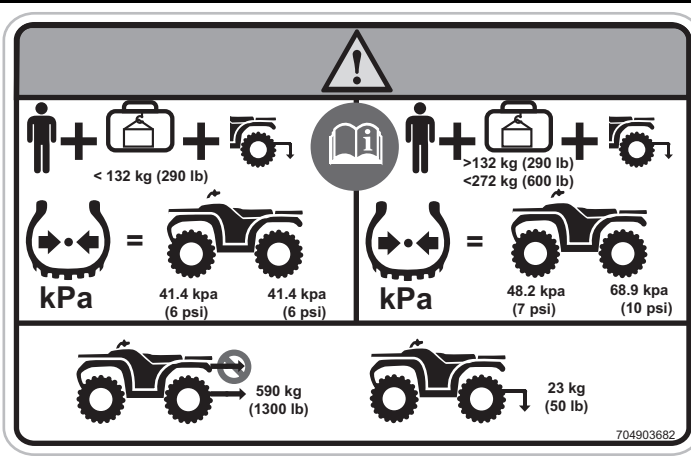 < 132 kg (290 lb)
kPa
=
41.4 kpa
(6 psi)
41.4 kpa
(6 psi)
>132 kg (290 lb)
<272 kg (600 lb)
kPa
=
48.2 kpa
(7 psi)
68.9 kpa
(10 psi)
590 kg
(1300 lb)
23 kg
(50 lb)
704903682